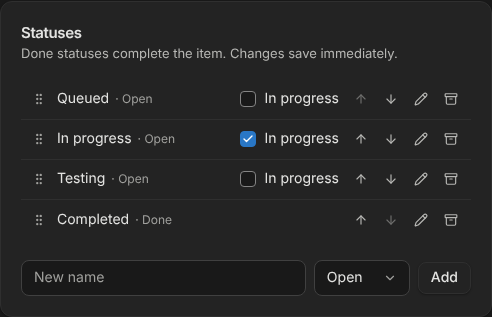 Statuses
Done statuses complete the item. Changes save immediately.
Queued · Open In progress
In progress · Open In progress
Testing · Open In progress
Completed · Done
New name Open Add